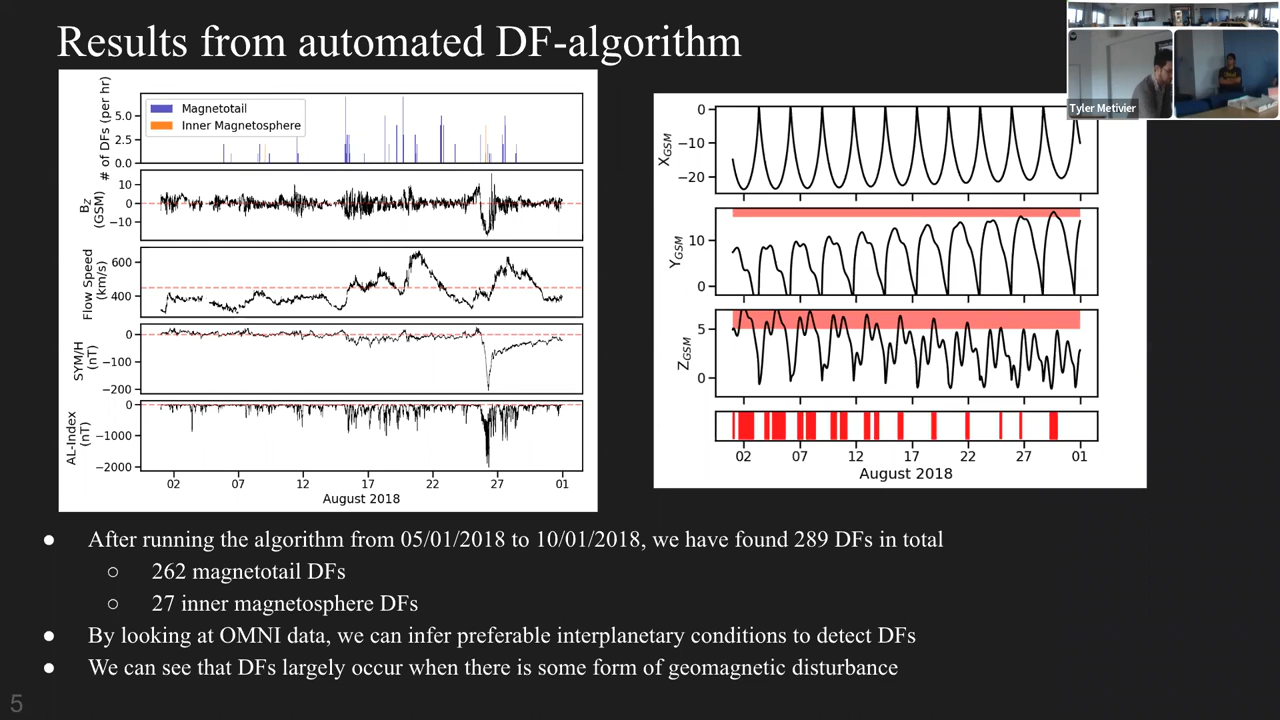 Results from automated DF-algorithm
Tyler Metivier
# of DFs (per hr)
5.0
2.5
0.0
Magnetotail
Inner Magnetosphere
B_Z
(GSM)
10
0
−10
Flow Speed
(km/s)
600
400
SYM/H
(nT)
0
−100
−200
AL-Index
(nT)
0
−1000
−2000
02 07 12 17 22 27 01
August 2018
X_GSM
0
−10
−20
Y_GSM
10
0
Z_GSM
5
0
02 07 12 17 22 27 01
August 2018
● After running the algorithm from 05/01/2018 to 10/01/2018, we have found 289 DFs in total
○ 262 magnetotail DFs
○ 27 inner magnetosphere DFs
● By looking at OMNI data, we can infer preferable interplanetary conditions to detect DFs
● We can see that DFs largely occur when there is some form of geomagnetic disturbance
5